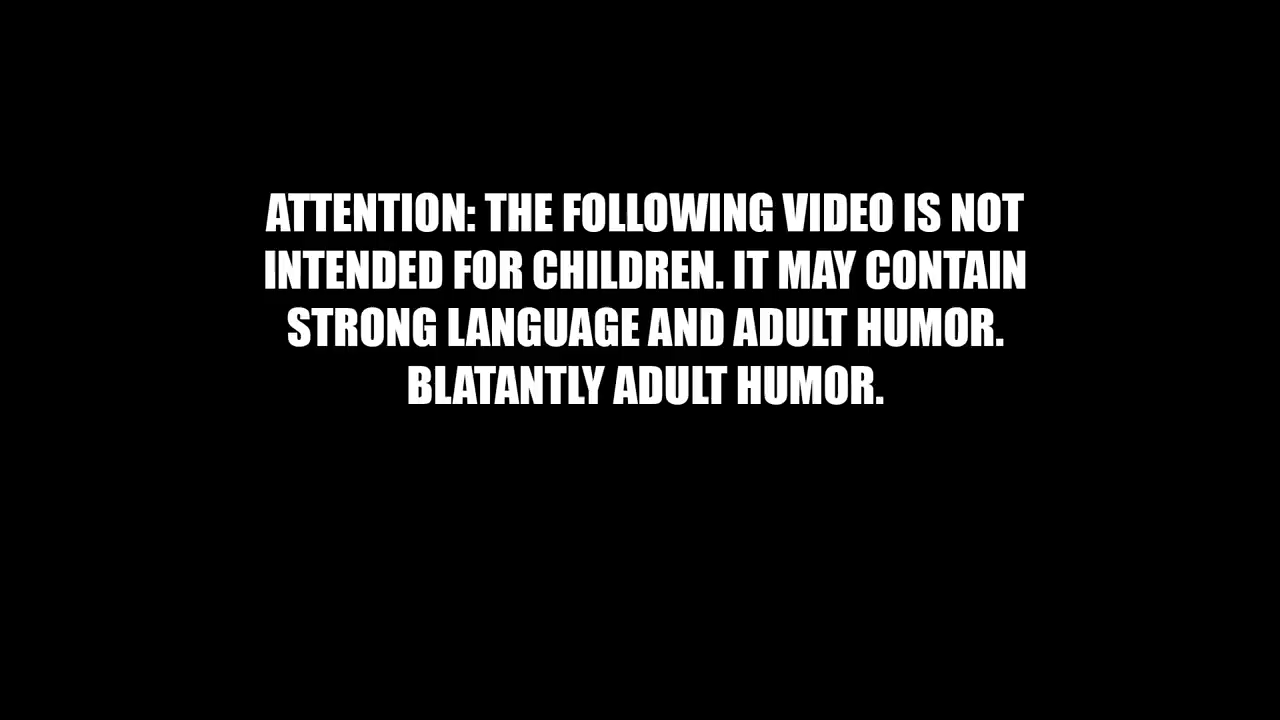 ATTENTION: THE FOLLOWING VIDEO IS NOT
INTENDED FOR CHILDREN. IT MAY CONTAIN
STRONG LANGUAGE AND ADULT HUMOR.
BLATANTLY ADULT HUMOR.